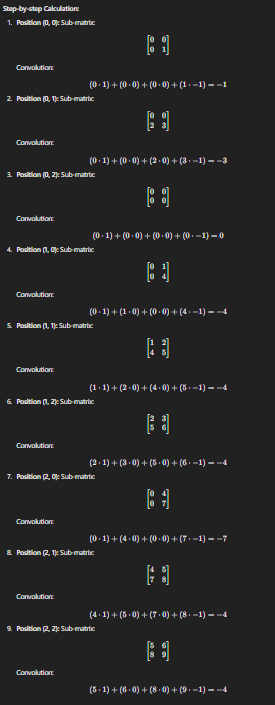 Step-by-step Calculation:
1. Position (0, 0): Sub-matrix:
[0 0
0 1]
Convolution:
(0 · 1) + (0 · 0) + (0 · 0) + (1 · −1) = −1
2. Position (0, 1): Sub-matrix:
[0 0
2 3]
Convolution:
(0 · 1) + (0 · 0) + (2 · 0) + (3 · −1) = −3
3. Position (0, 2): Sub-matrix:
[0 0
0 0]
Convolution:
(0 · 1) + (0 · 0) + (0 · 0) + (0 · −1) = 0
4. Position (1, 0): Sub-matrix:
[0 1
0 4]
Convolution:
(0 · 1) + (1 · 0) + (0 · 0) + (4 · −1) = −4
5. Position (1, 1): Sub-matrix:
[1 2
4 5]
Convolution:
(1 · 1) + (2 · 0) + (4 · 0) + (5 · −1) = −4
6. Position (1, 2): Sub-matrix:
[2 3
5 6]
Convolution:
(2 · 1) + (3 · 0) + (5 · 0) + (6 · −1) = −4
7. Position (2, 0): Sub-matrix:
[0 4
0 7]
Convolution:
(0 · 1) + (4 · 0) + (0 · 0) + (7 · −1) = −7
8. Position (2, 1): Sub-matrix:
[4 5
7 8]
Convolution:
(4 · 1) + (5 · 0) + (7 · 0) + (8 · −1) = −4
9. Position (2, 2): Sub-matrix:
[5 6
8 9]
Convolution:
(5 · 1) + (6 · 0) + (8 · 0) + (9 · −1) = −4